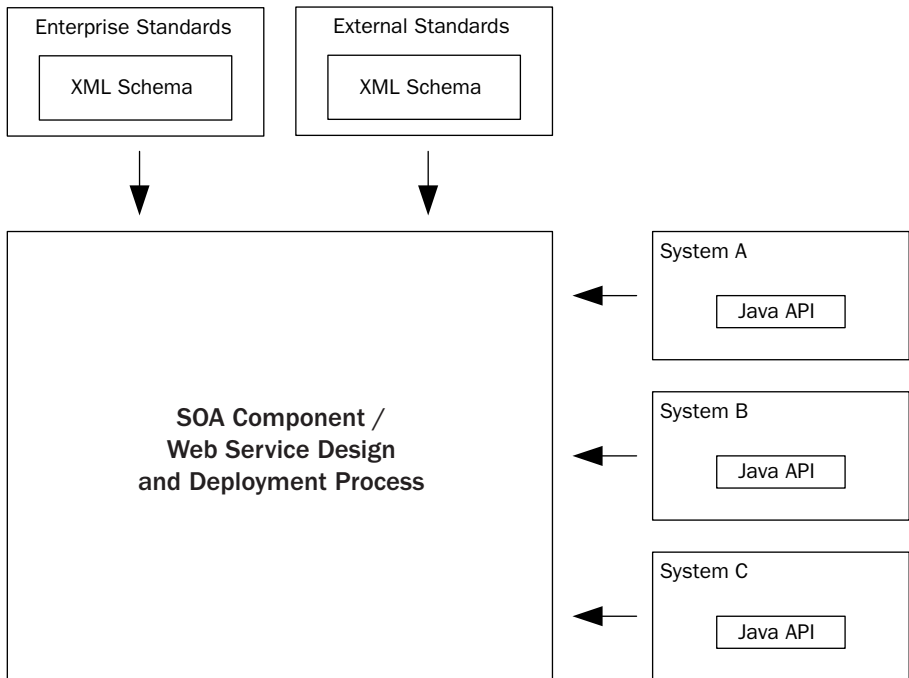 Enterprise Standards
XML Schema
External Standards
XML Schema
System A
Java API
SOA Component /
Web Service Design
and Deployment Process
System B
Java API
System C
Java API